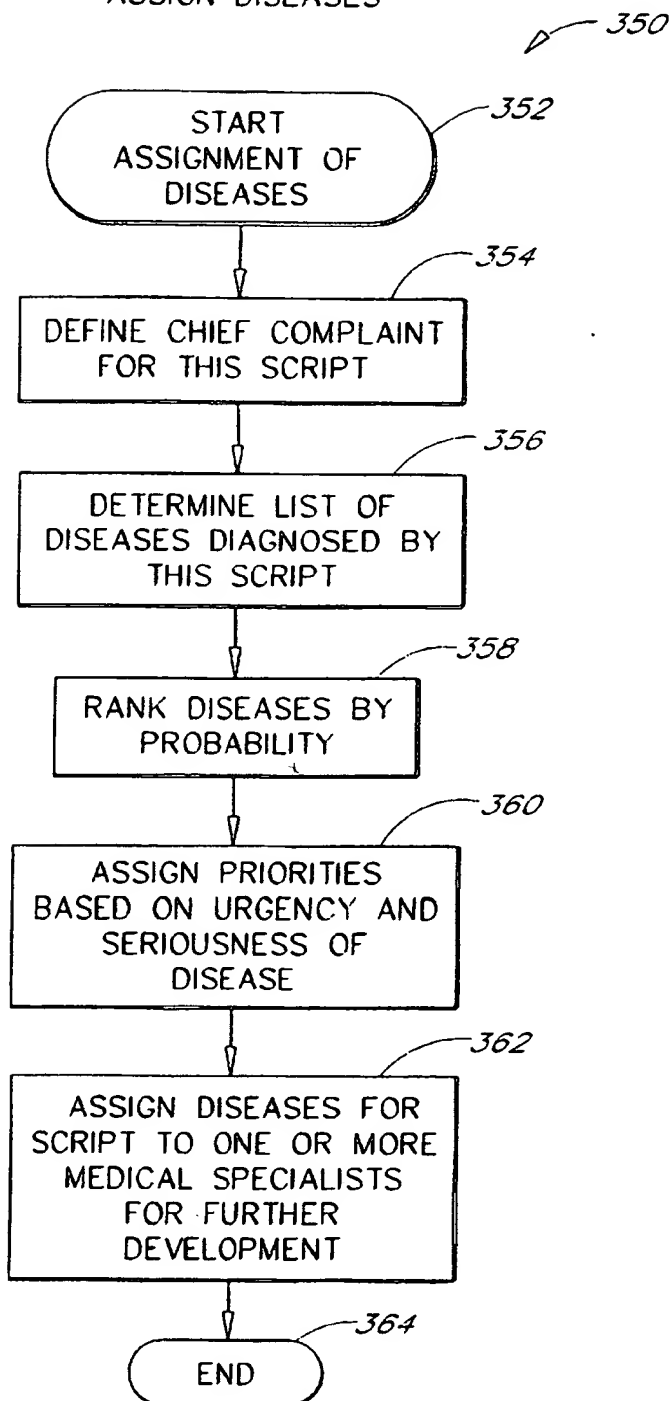 ASSIGN DISEASES
350
START
ASSIGNMENT OF
DISEASES
352
354
DEFINE CHIEF COMPLAINT
FOR THIS SCRIPT
356
DETERMINE LIST OF
DISEASES DIAGNOSED BY
THIS SCRIPT
358
RANK DISEASES BY
PROBABILITY
360
ASSIGN PRIORITIES
BASED ON URGENCY AND
SERIOUSNESS OF
DISEASE
362
ASSIGN DISEASES FOR
SCRIPT TO ONE OR MORE
MEDICAL SPECIALISTS
FOR FURTHER
DEVELOPMENT
364
END